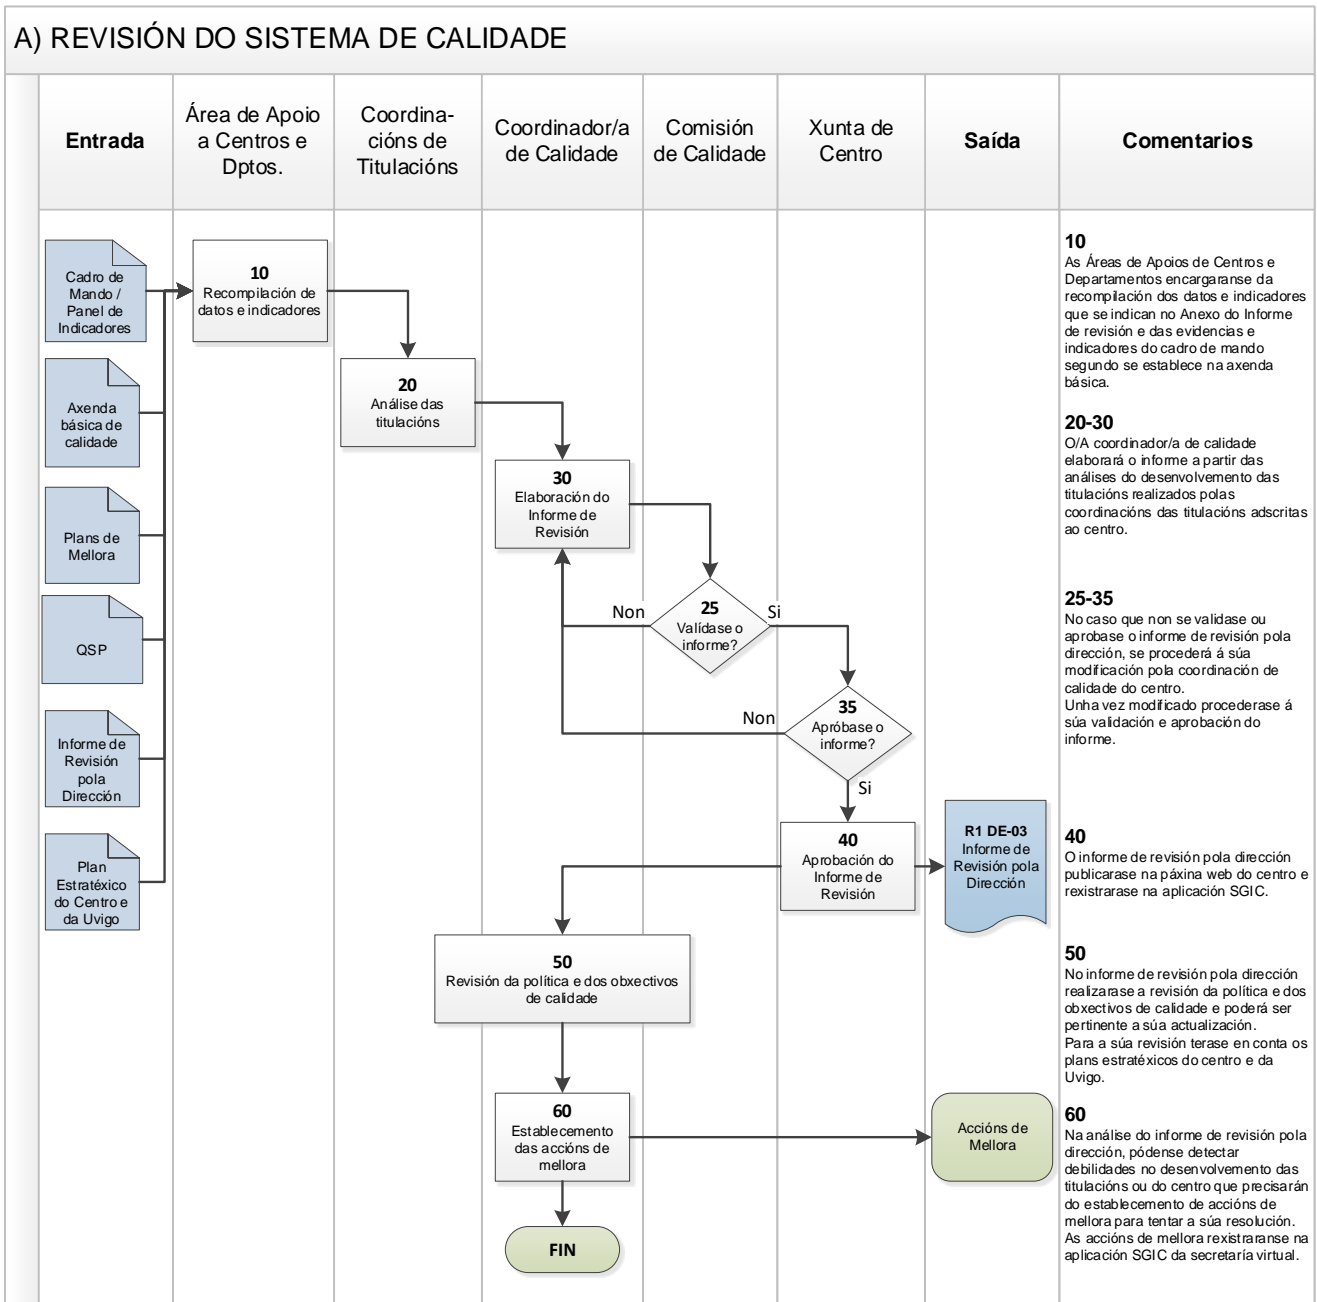 A) REVISIÓN DO SISTEMA DE CALIDADE
Entrada
Área de Apoio
a Centros e
Dptos.
Coordina-
cións de
Titulacións
Coordinador/a
de Calidade
Comisión
de Calidade
Xunta de
Centro
Saída
Comentarios
Cadro de
Mando /
Panel de
Indicadores
Axenda
básica de
calidade
Plans de
Mellora
QSP
Informe de
Revisión
pola
Dirección
Plan
Estratéxico
do Centro e
da Uvigo
10
Recompilación de
datos e indicadores
20
Análise das
titulacións
30
Elaboración do
Informe de
Revisión
Non
25
Valídase o
informe?
Si
Non
35
Apróbase o
informe?
Si
40
Aprobación do
Informe de
Revisión
R1 DE-03
Informe de
Revisión pola
Dirección
50
Revisión da política e dos obxectivos
de calidade
60
Establecemento
das accións de
mellora
Accións de
Mellora
FIN
10
As Áreas de Apoios de Centros e
Departamentos encargaranse da
recompilación dos datos e indicadores
que se indican no Anexo do Informe
de revisión e das evidencias e
indicadores do cadro de mando
segundo se establece na axenda
básica.
20-30
O/A coordinador/a de calidade
elaborará o informe a partir das
análises do desenvolvemento das
titulacións realizados polas
coordinacións das titulacións adscritas
ao centro.
25-35
No caso que non se validase ou
aprobase o informe de revisión pola
dirección, se procederá á súa
modificación pola coordinación de
calidade do centro.
Unha vez modificado procederase á
súa validación e aprobación do
informe.
40
O informe de revisión pola dirección
publicarase na páxina web do centro e
rexistrarase na aplicación SGIC.
50
No informe de revisión pola dirección
realizarase a revisión da política e dos
obxectivos de calidade e poderá ser
pertinente a súa actualización.
Para a súa revisión terase en conta os
plans estratéxicos do centro e da
Uvigo.
60
Na análise do informe de revisión pola
dirección, pódense detectar
debilidades no desenvolvemento das
titulacións ou do centro que precisarán
do establecemento de accións de
mellora para tentar a súa resolución.
As accións de mellora rexistraranse na
aplicación SGIC da secretaría virtual.